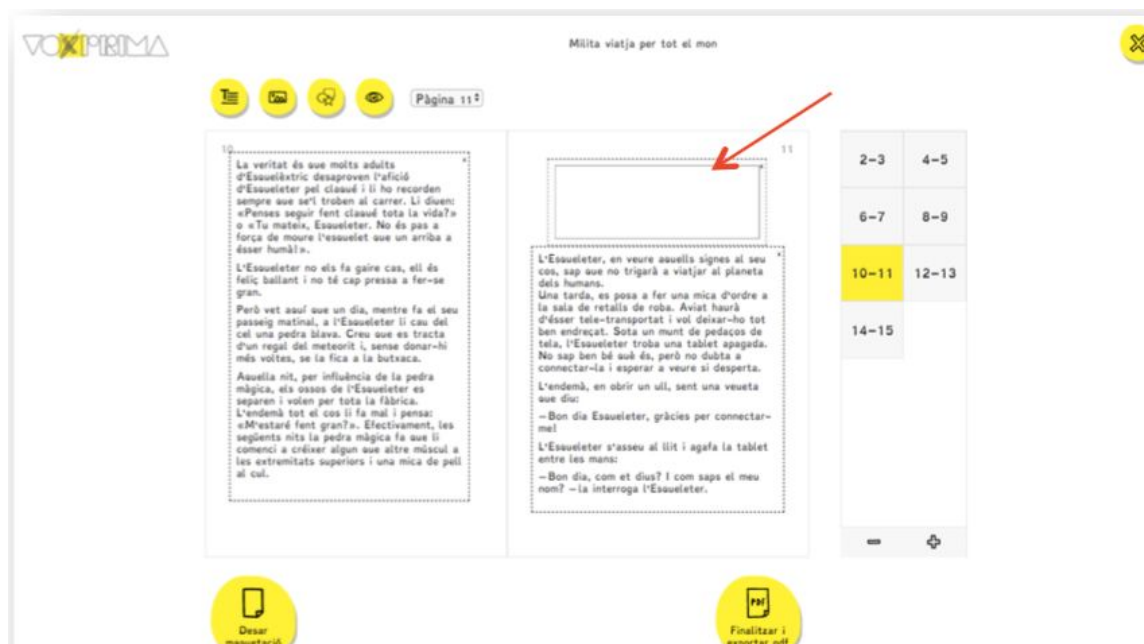 VOXPRIMA
Milita viatja per tot el mon
Pàgina 11
10
La veritat és que molts adults
d'Esquelèxtric desaproven l'afició
d'Esqueleter pel claqué i li ho recorden
sempre que se'l troben al carrer. Li diuen:
«Penses seguir fent claqué tota la vida?»
o «Tu mateix, Esqueleter. No és pas a
força de moure l'esquelet que un arriba a
ésser humà!».
L'Esqueleter no els fa gaire cas, ell és
feliç ballant i no té cap pressa a fer-se
gran.
Però vet aquí que un dia, mentre fa el seu
passeig matinal, a l'Esqueleter li cau del
cel una pedra blava. Creu que es tracta
d'un regal del meteorit i, sense donar-hi
més voltes, se la fica a la butxaca.
Aquella nit, per influència de la pedra
màgica, els ossos de l'Esqueleter es
separen i volen per tota la fàbrica.
L'endemà tot el cos li fa mal i pensa:
«M'estaré fent gran?». Efectivament, les
següents nits la pedra màgica fa que li
comenci a créixer algun que altre múscul a
les extremitats superiors i una mica de pell
al cul.
11
L'Esqueleter, en veure aquells signes al seu
cos, sap que no trigarà a viatjar al planeta
dels humans.
Una tarda, es posa a fer una mica d'ordre a
la sala de retalls de roba. Aviat haurà
d'ésser tele-transportat i vol deixar-ho tot
ben endreçat. Sota un munt de pedaços de
tela, l'Esqueleter troba una tablet apagada.
No sap ben bé què és, però no dubta a
connectar-la i esperar a veure si desperta.
L'endemà, en obrir un ull, sent una veueta
que diu:
—Bon dia Esqueleter, gràcies per connectar-
me!
L'Esqueleter s'asseu al llit i agafa la tablet
entre les mans:
—Bon dia, com et dius? I com saps el meu
nom? —la interroga l'Esqueleter.
2-3 4-5
6-7 8-9
10-11 12-13
14-15
Desar
maquetació
PDF
Finalitzar i
exportar pdf